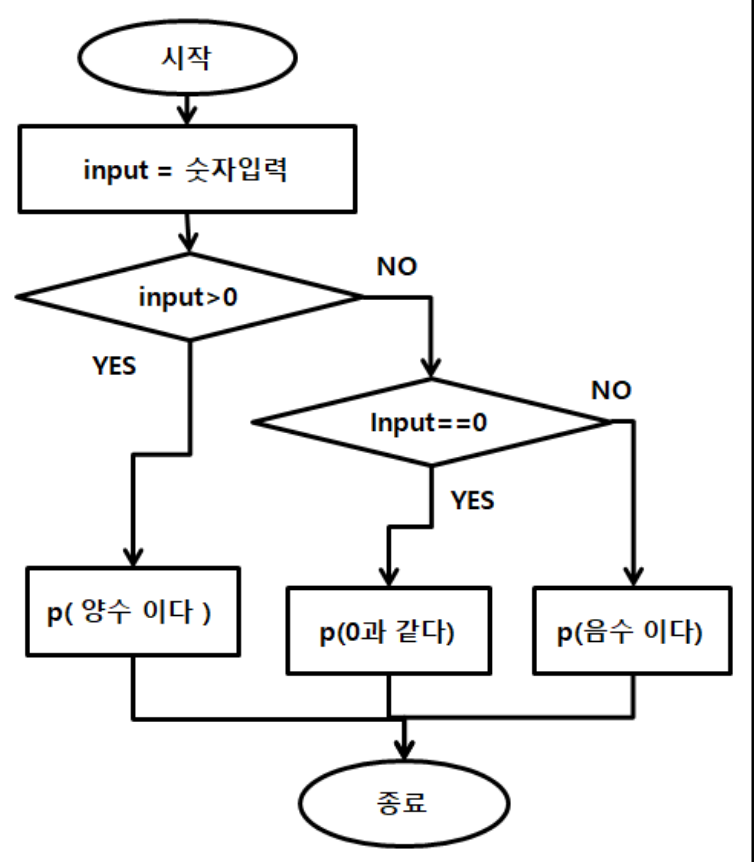 시작
input = 숫자입력
input>0
NO
YES
Input==0
NO
YES
p( 양수 이다 )
p(0과 같다)
p(음수 이다)
종료